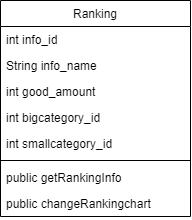 Ranking
int info_id
String info_name
int good_amount
int bigcategory_id
int smallcategory_id
public getRankingInfo
public changeRankingchart